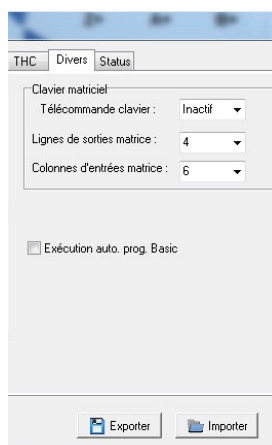 Z+ A+ B+
THC Divers Status
Clavier matriciel
Télécommande clavier : Inactif
Lignes de sorties matrice : 4
Colonnes d'entrées matrice : 6
Exécution auto. prog. Basic
Exporter Importer